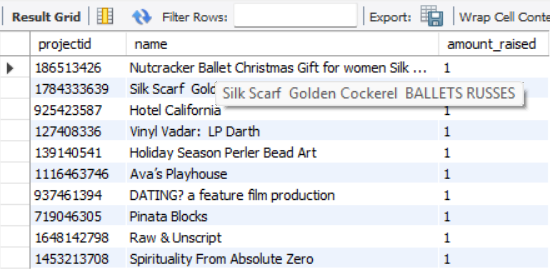 Result Grid Filter Rows: Export: Wrap Cell Conte
projectid name amount_raised
186513426 Nutcracker Ballet Christmas Gift for women Silk ... 1
1784333639 Silk Scarf Gold 1
Silk Scarf Golden Cockerel BALLETS RUSSES
925423587 Hotel California 1
127408336 Vinyl Vadar: LP Darth 1
139140541 Holiday Season Perler Bead Art 1
1116463746 Ava's Playhouse 1
937461394 DATING? a feature film production 1
719046305 Pinata Blocks 1
1648142798 Raw & Unscript 1
1453213708 Spirituality From Absolute Zero 1